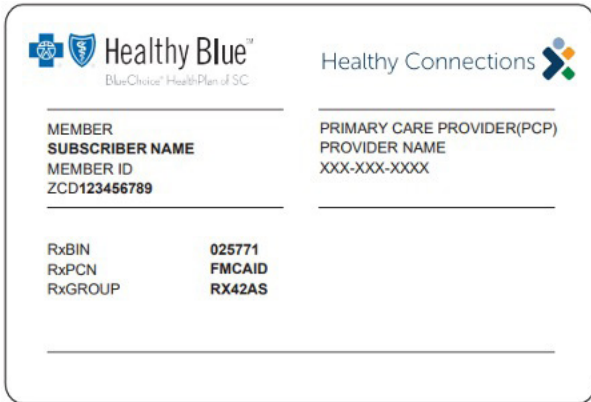 Healthy Blue℠
BlueChoice® HealthPlan of SC
Healthy Connections
MEMBER
SUBSCRIBER NAME
MEMBER ID
ZCD123456789
PRIMARY CARE PROVIDER(PCP)
PROVIDER NAME
XXX-XXX-XXXX
RxBIN 025771
RxPCN FMCAID
RxGROUP RX42AS